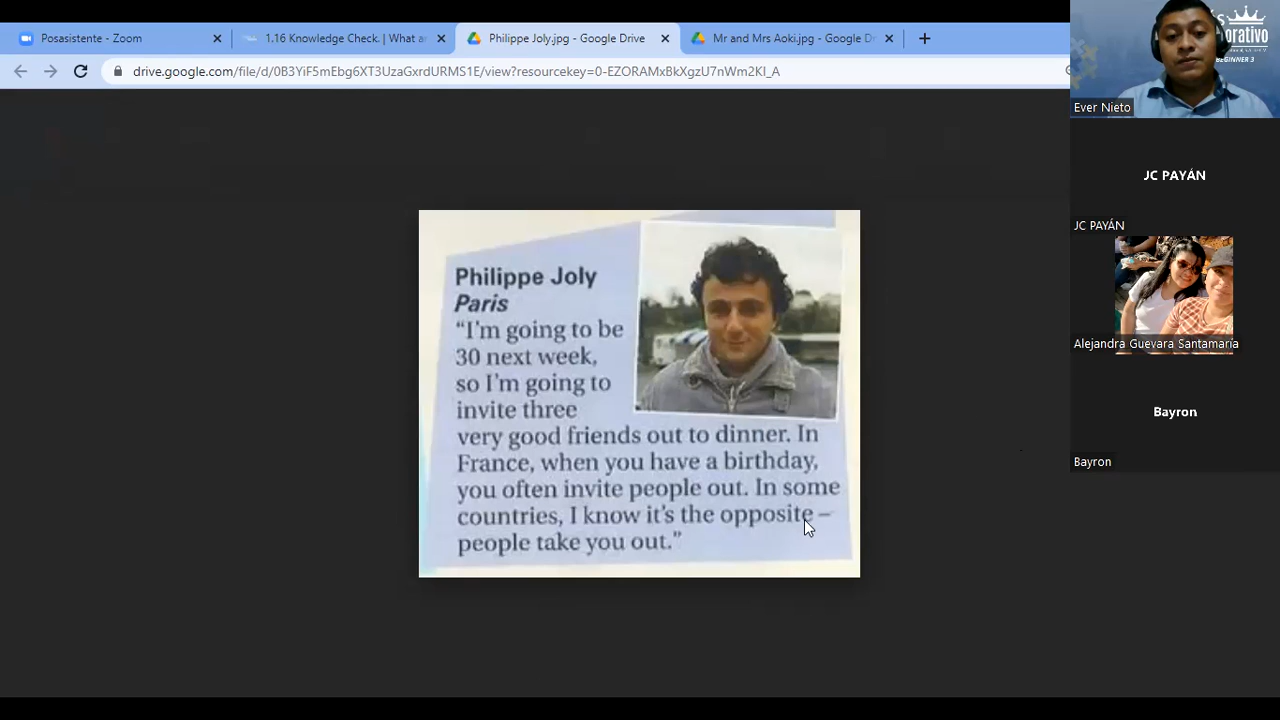 Posasistente - Zoom
1.16 Knowledge Check. | What a
Philippe Joly.jpg - Google Drive
Mr and Mrs Aoki.jpg - Google Dr
drive.google.com/file/d/0B3YiF5mEbg6XT3UzaGxrdURMS1E/view?resourcekey=0-EZORAMxBkXgzU7nWm2KI_A
Philippe Joly
Paris
“I’m going to be
30 next week,
so I’m going to
invite three
very good friends out to dinner. In
France, when you have a birthday,
you often invite people out. In some
countries, I know it’s the opposite –
people take you out.”
BEGINNER 3
Ever Nieto
JC PAYÁN
JC PAYÁN
Alejandra Guevara Santamaría
Bayron
Bayron